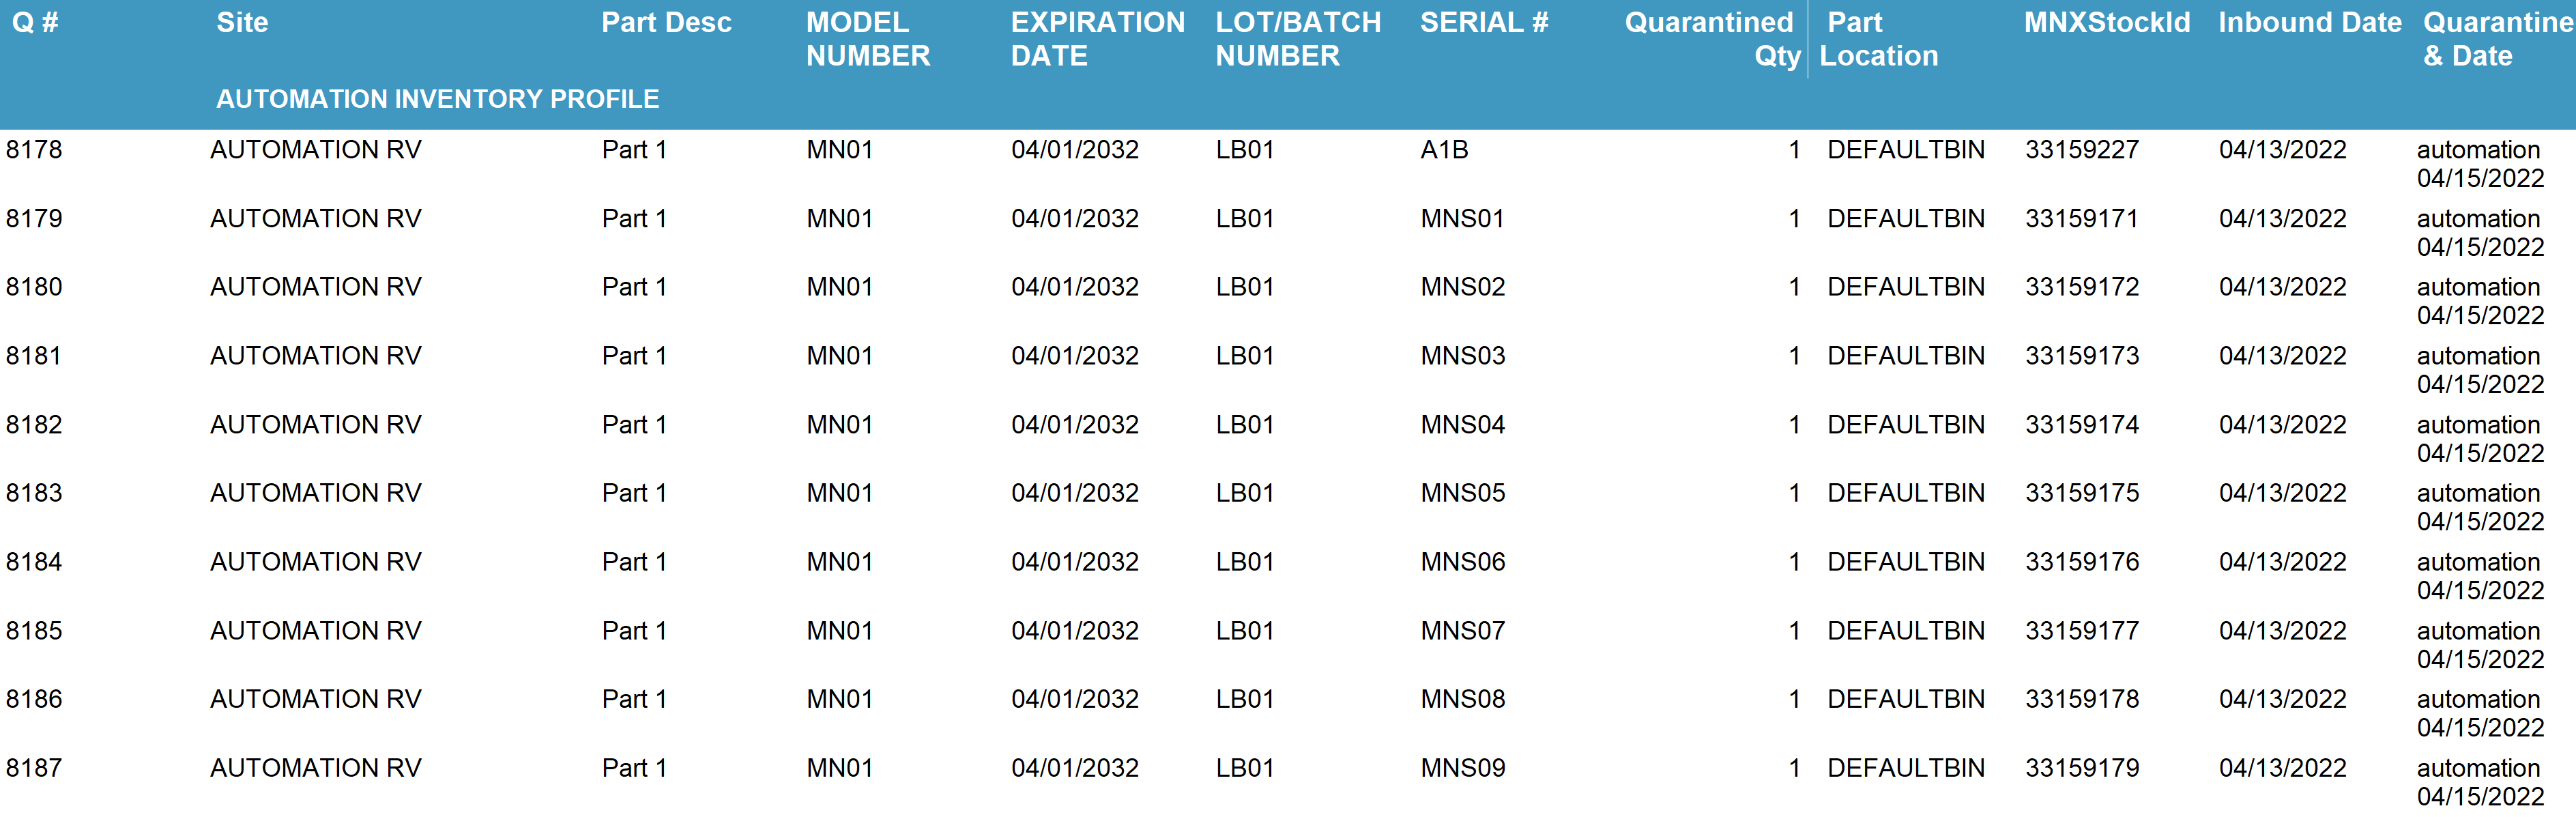 Q # Site Part Desc MODEL EXPIRATION LOT/BATCH SERIAL # Quarantined Part MNXStockId Inbound Date Quarantine
NUMBER DATE NUMBER Qty Location & Date
AUTOMATION INVENTORY PROFILE
8178 AUTOMATION RV Part 1 MN01 04/01/2032 LB01 A1B 1 DEFAULTBIN 33159227 04/13/2022 automation
04/15/2022
8179 AUTOMATION RV Part 1 MN01 04/01/2032 LB01 MNS01 1 DEFAULTBIN 33159171 04/13/2022 automation
04/15/2022
8180 AUTOMATION RV Part 1 MN01 04/01/2032 LB01 MNS02 1 DEFAULTBIN 33159172 04/13/2022 automation
04/15/2022
8181 AUTOMATION RV Part 1 MN01 04/01/2032 LB01 MNS03 1 DEFAULTBIN 33159173 04/13/2022 automation
04/15/2022
8182 AUTOMATION RV Part 1 MN01 04/01/2032 LB01 MNS04 1 DEFAULTBIN 33159174 04/13/2022 automation
04/15/2022
8183 AUTOMATION RV Part 1 MN01 04/01/2032 LB01 MNS05 1 DEFAULTBIN 33159175 04/13/2022 automation
04/15/2022
8184 AUTOMATION RV Part 1 MN01 04/01/2032 LB01 MNS06 1 DEFAULTBIN 33159176 04/13/2022 automation
04/15/2022
8185 AUTOMATION RV Part 1 MN01 04/01/2032 LB01 MNS07 1 DEFAULTBIN 33159177 04/13/2022 automation
04/15/2022
8186 AUTOMATION RV Part 1 MN01 04/01/2032 LB01 MNS08 1 DEFAULTBIN 33159178 04/13/2022 automation
04/15/2022
8187 AUTOMATION RV Part 1 MN01 04/01/2032 LB01 MNS09 1 DEFAULTBIN 33159179 04/13/2022 automation
04/15/2022